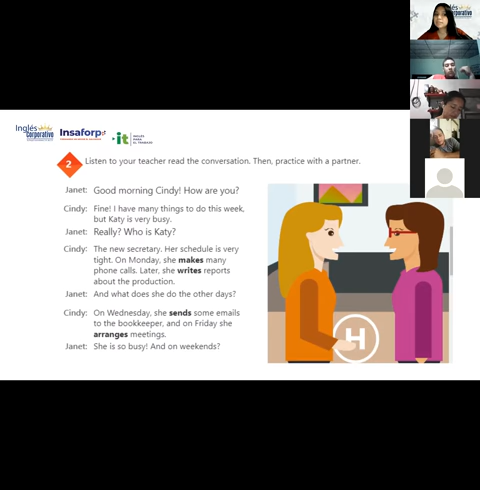 Inglés
Corporativo
Insaforp
it
INGLÉS
PARA
EL TRABAJO
2
Listen to your teacher read the conversation. Then, practice with a partner.
Janet: Good morning Cindy! How are you?
Cindy: Fine! I have many things to do this week,
but Katy is very busy.
Janet: Really? Who is Katy?
Cindy: The new secretary. Her schedule is very
tight. On Monday, she makes many
phone calls. Later, she writes reports
about the production.
Janet: And what does she do the other days?
Cindy: On Wednesday, she sends some emails
to the bookkeeper, and on Friday she
arranges meetings.
Janet: She is so busy! And on weekends?
H